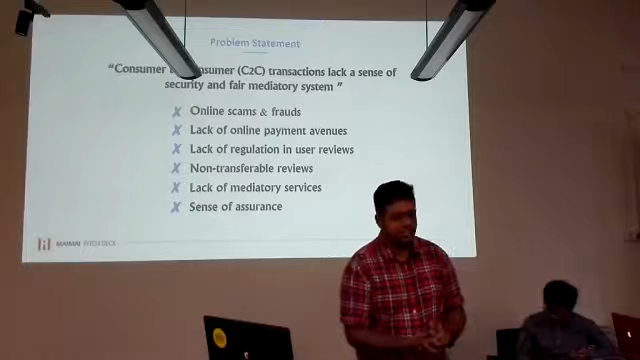 Problem Statement
"Consumer t nsumer (C2C) transactions lack a sense of
security and fair mediatory system "
✗ Online scams & frauds
✗ Lack of online payment avenues
✗ Lack of regulation in user reviews
✗ Non-transferable reviews
✗ Lack of mediatory services
✗ Sense of assurance
PITCH DECK